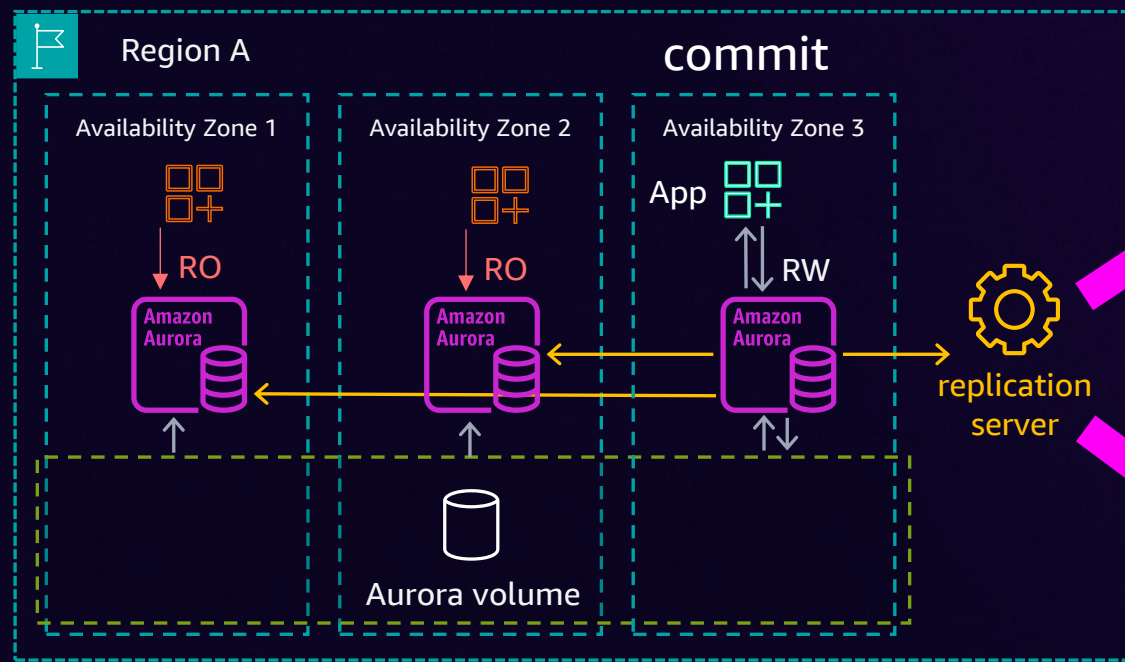 Region A
commit
Availability Zone 1
Availability Zone 2
Availability Zone 3
App
RO
RO
RW
Amazon
Aurora
Amazon
Aurora
Amazon
Aurora
replication
server
Aurora volume